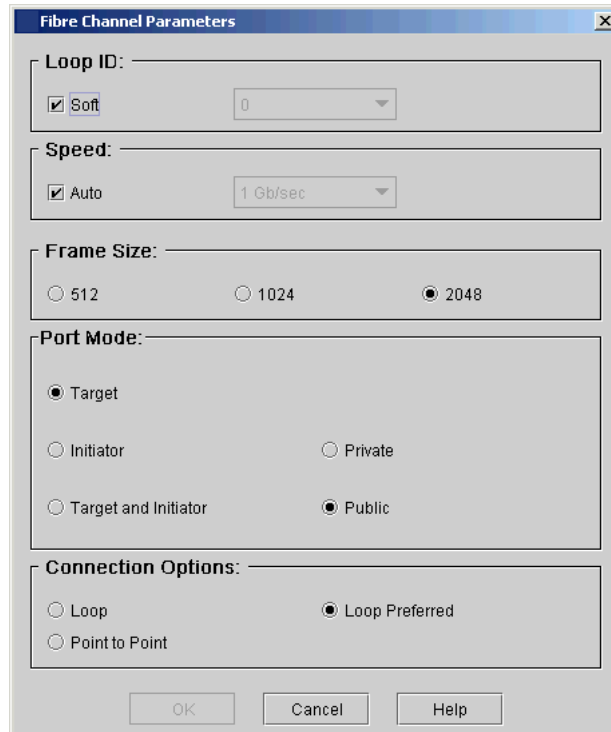 Fibre Channel Parameters
Loop ID:
Soft
0
Speed:
Auto
1 Gb/sec
Frame Size:
512
1024
2048
Port Mode:
Target
Initiator
Private
Target and Initiator
Public
Connection Options:
Loop
Loop Preferred
Point to Point
OK
Cancel
Help